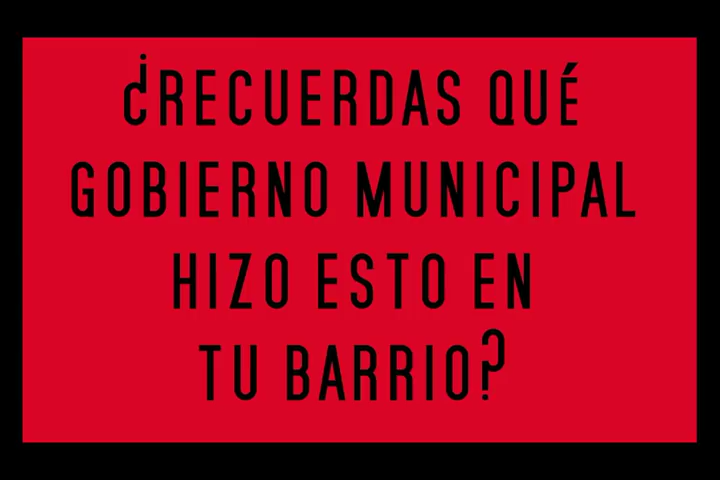 ¿RECUERDAS QUÉ
GOBIERNO MUNICIPAL
HIZO ESTO EN
TU BARRIO?